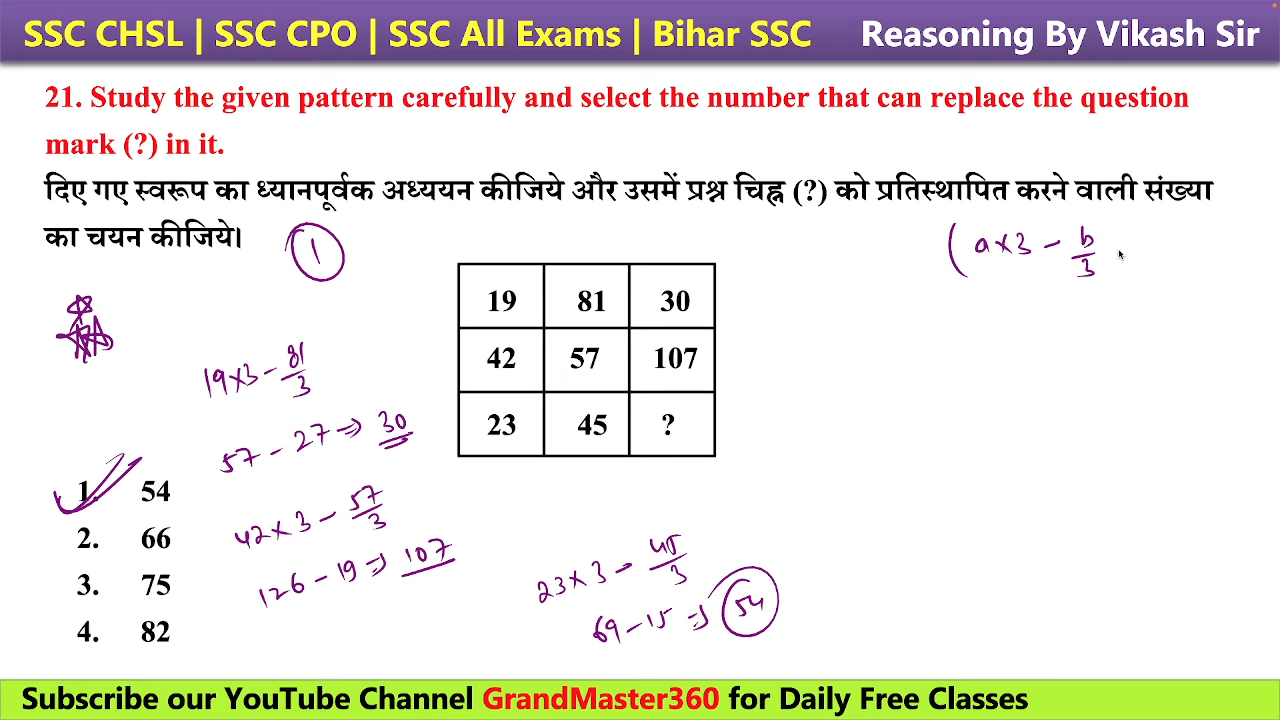 SSC CHSL | SSC CPO | SSC All Exams | Bihar SSC Reasoning By Vikash Sir
21. Study the given pattern carefully and select the number that can replace the question
mark (?) in it.
दिए गए स्वरूप का ध्यानपूर्वक अध्ययन कीजिये और उसमें प्रश्न चिह्न (?) को प्रतिस्थापित करने वाली संख्या
का चयन कीजिये।
1
(a×3 - b/3
19 81 30
42 57 107
23 45 ?
19×3 - 81/3
57 - 27 ⇒ 30
42×3 - 57/3
126 - 19 ⇒ 107
23×3 - 45/3
69 - 15 ⇒ 54
1. 54
2. 66
3. 75
4. 82
Subscribe our YouTube Channel GrandMaster360 for Daily Free Classes